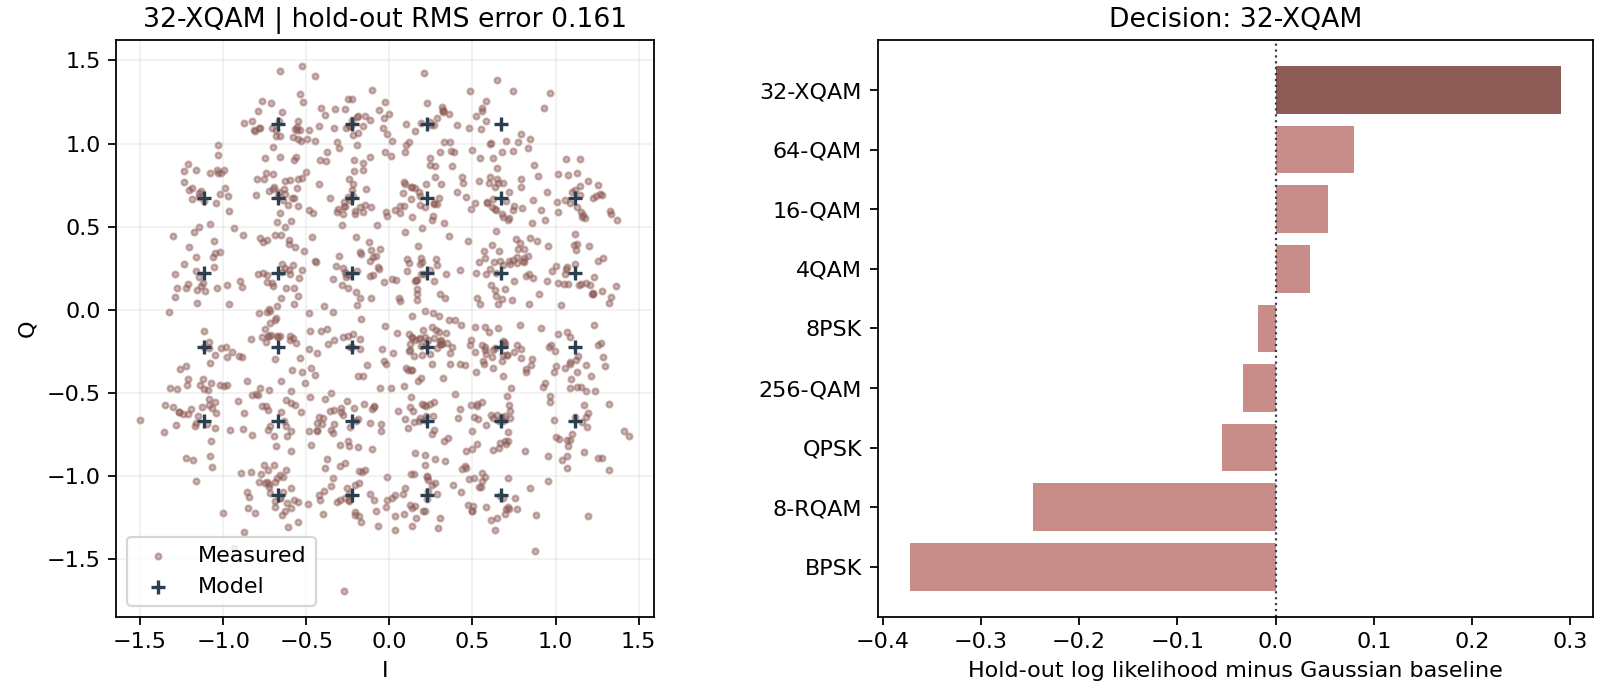 32-XQAM | hold-out RMS error 0.161
1.5
1.0
0.5
0.0
−0.5
−1.0
−1.5
Q
Measured
Model
−1.5
−1.0
−0.5
0.0
0.5
1.0
1.5
I
Decision: 32-XQAM
32-XQAM
64-QAM
16-QAM
4QAM
8PSK
256-QAM
QPSK
8-RQAM
BPSK
−0.4
−0.3
−0.2
−0.1
0.0
0.1
0.2
0.3
Hold-out log likelihood minus Gaussian baseline